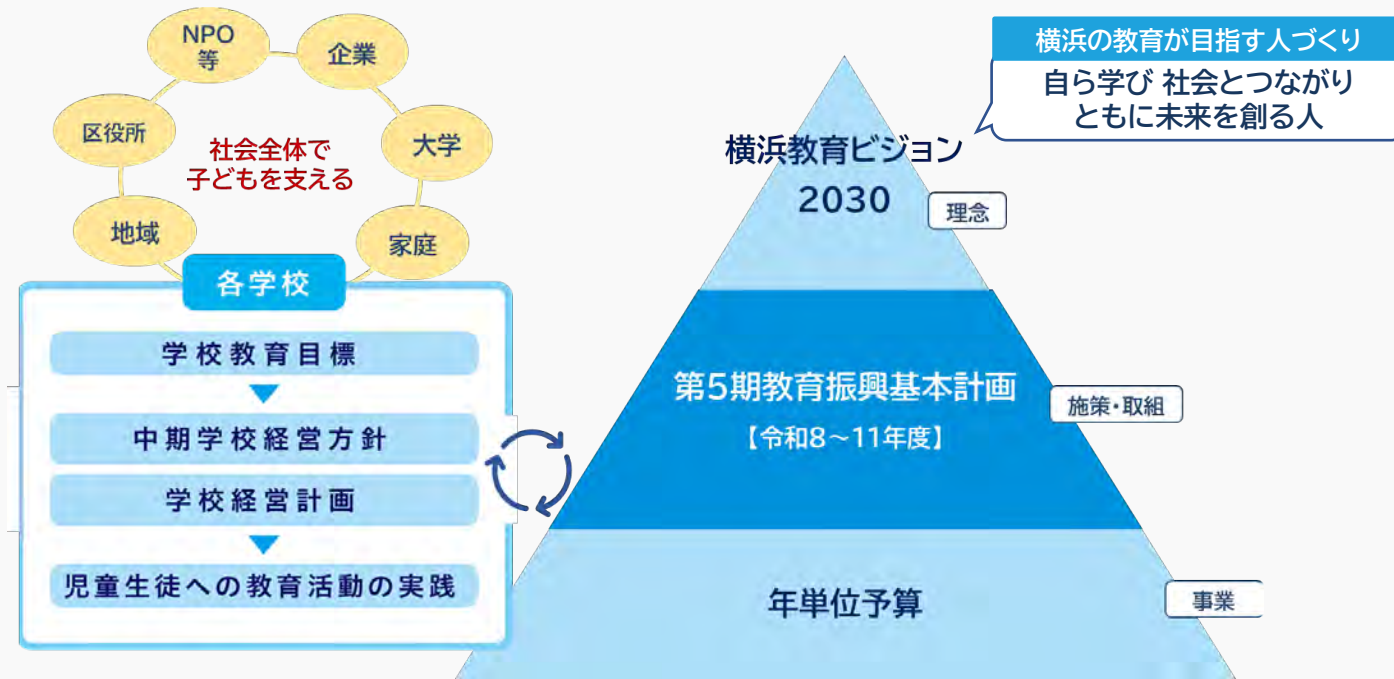 NPO
等
企業
区役所
大学
社会全体で
子どもを支える
地域
家庭
各学校
学校教育目標
中期学校経営方針
学校経営計画
児童生徒への教育活動の実践
横浜の教育が目指す人づくり
自ら学び 社会とつながり
ともに未来を創る人
横浜教育ビジョン
2030
理念
第5期教育振興基本計画
【令和8～11年度】
施策・取組
年単位予算
事業